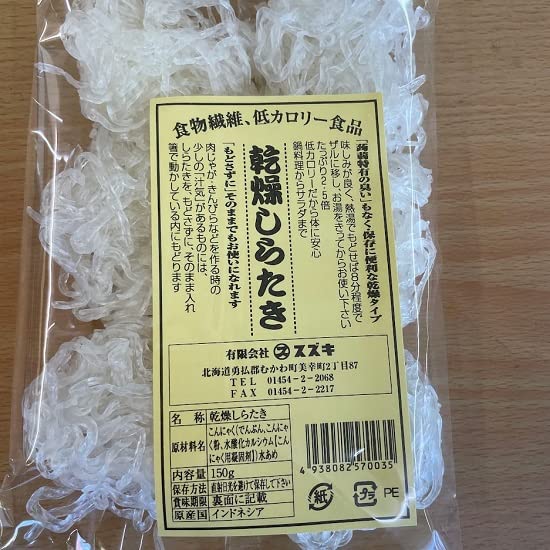 食物繊維、低カロリー食品
「蒟蒻特有の臭い」もなく・保存に便利な乾燥タイプ
味しみが良く、熱湯でもどせば8分程度で
ザルに移し、お湯をきってからお使い下さい
たっぷり2.5倍
低カロリーだから体に安心
鍋料理からサラダまで
乾燥しらたき
「もどさずに」そのままでもお使いになれます
肉じゃが・きんぴらなどを作る時の
少しの「汁気」があるものには、
しらたきを、もどさずに、そのまま入れ
箸で動かしている内にもどります
有限会社 ス スズキ
北海道勇払郡むかわ町美幸町2丁目87
TEL 01454-2-2068
FAX 01454-2-2217
名称 乾燥しらたき
原材料名 こんにゃく(でんぷん、こんにゃ
く粉、水酸化カルシウム【こんに
ゃく用凝固剤】)水あめ
内容量 150g
保存方法 直射日光を避けて保存して下さい
賞味期限 裏面に記載
原産国 インドネシア
4938082570035
紙
プラ
PE